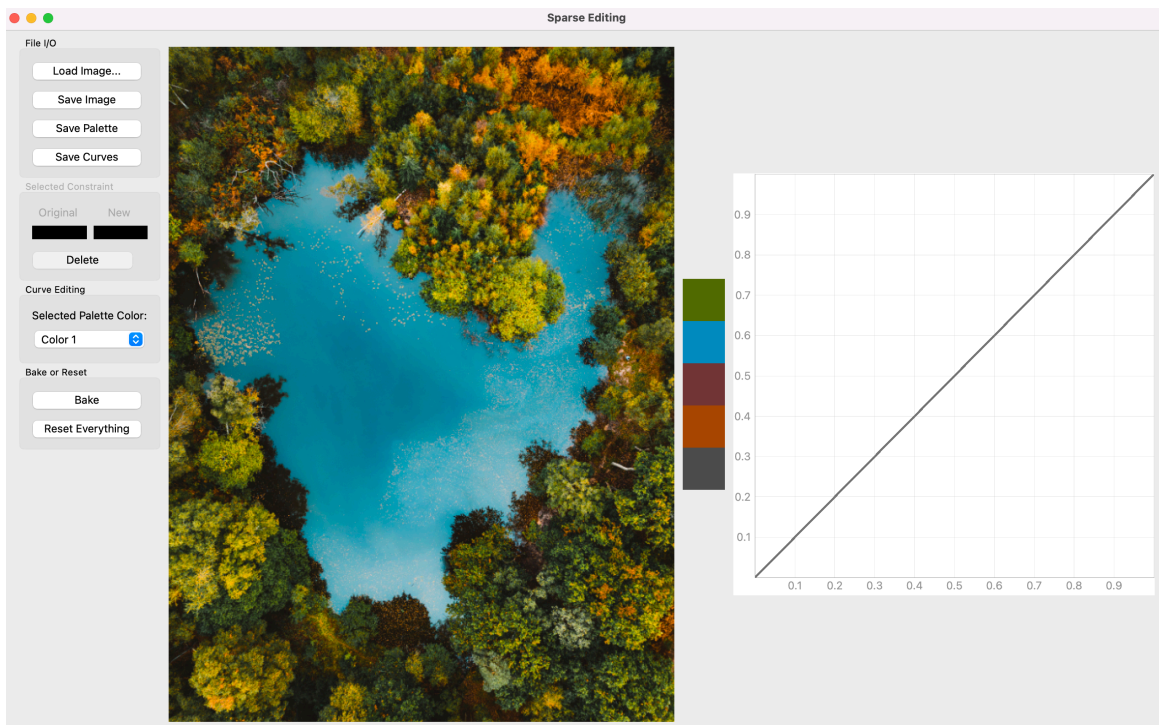 Sparse Editing
File I/O
Load Image...
Save Image
Save Palette
Save Curves
Selected Constraint
Original New
Delete
Curve Editing
Selected Palette Color:
Color 1
Bake or Reset
Bake
Reset Everything
0.9
0.8
0.7
0.6
0.5
0.4
0.3
0.2
0.1
0.1 0.2 0.3 0.4 0.5 0.6 0.7 0.8 0.9